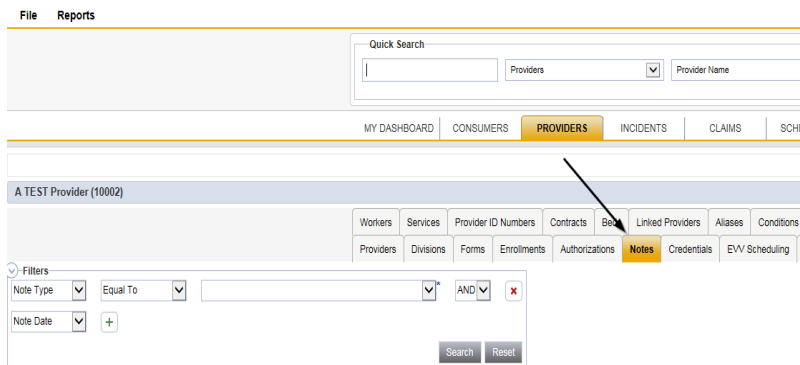 File Reports
Quick Search
Providers Provider Name
MY DASHBOARD CONSUMERS PROVIDERS INCIDENTS CLAIMS
A TEST Provider (10002)
Workers Services Provider ID Numbers Contracts Linked Providers Aliases Conditions
Providers Divisions Forms Enrollments Authorizations Notes Credentials EVV Scheduling
Filters
Note Type Equal To * AND
Note Date
Search Reset